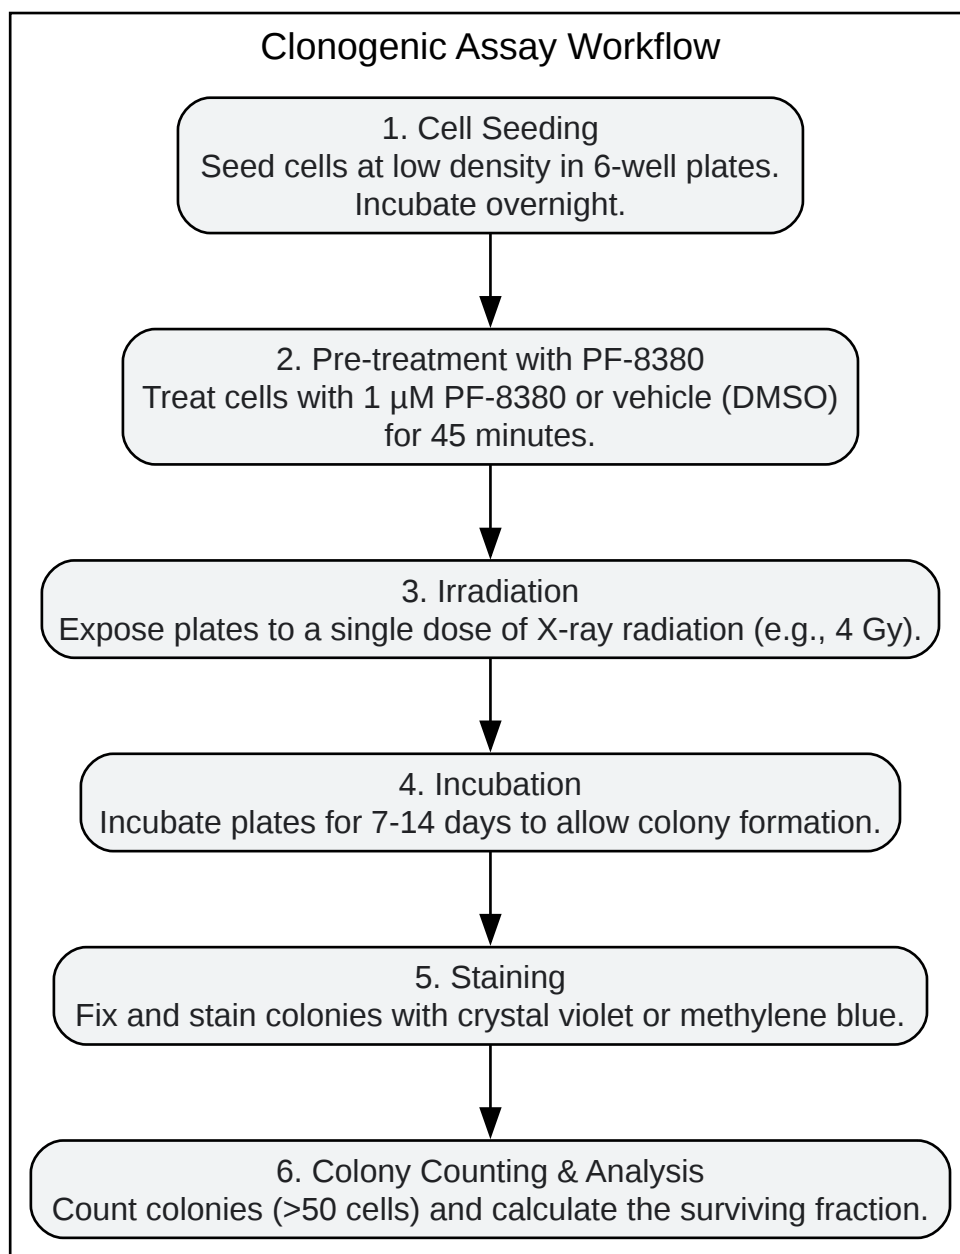 Clonogenic Assay Workflow
1. Cell Seeding
Seed cells at low density in 6-well plates.
Incubate overnight.
2. Pre-treatment with PF-8380
Treat cells with 1 µM PF-8380 or vehicle (DMSO)
for 45 minutes.
3. Irradiation
Expose plates to a single dose of X-ray radiation (e.g., 4 Gy).
4. Incubation
Incubate plates for 7-14 days to allow colony formation.
5. Staining
Fix and stain colonies with crystal violet or methylene blue.
6. Colony Counting & Analysis
Count colonies (>50 cells) and calculate the surviving fraction.